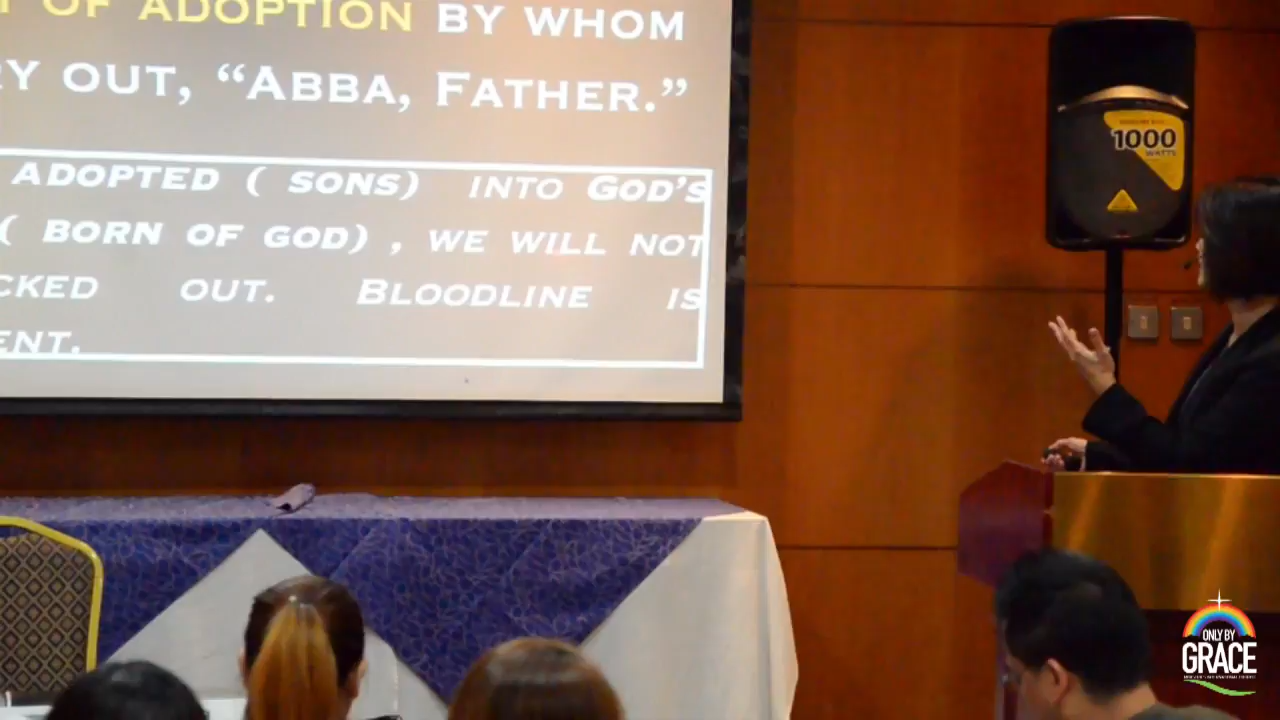 OF ADOPTION BY WHOM
RY OUT, “ABBA, FATHER.”
ADOPTED ( SONS) INTO GOD’S
( BORN OF GOD) , WE WILL NOT
CKED OUT. BLOODLINE IS
ENT.
1000
WATTS
ONLY BY
GRACE